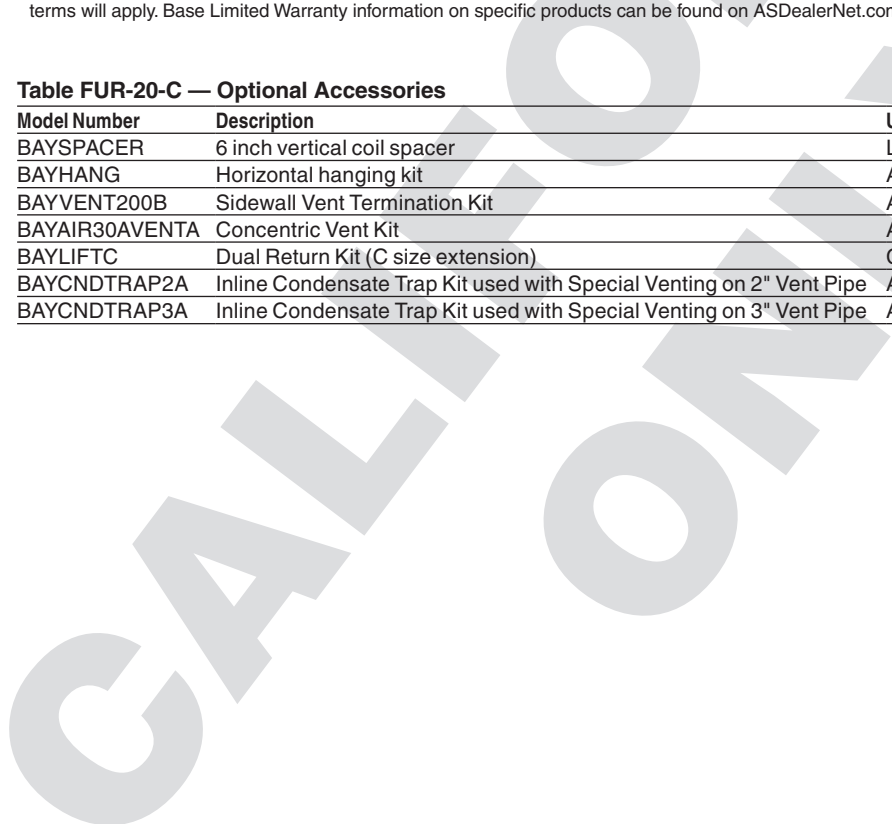 terms will apply. Base Limited Warranty information on specific products can be found on ASDealerNet.com
Table FUR-20-C — Optional Accessories
Model Number Description
BAYSPACER 6 inch vertical coil spacer
BAYHANG Horizontal hanging kit
BAYVENT200B Sidewall Vent Termination Kit
BAYAIR30AVENTA Concentric Vent Kit
BAYLIFTC Dual Return Kit (C size extension)
BAYCNDTRAP2A Inline Condensate Trap Kit used with Special Venting on 2" Vent Pipe
BAYCNDTRAP3A Inline Condensate Trap Kit used with Special Venting on 3" Vent Pipe